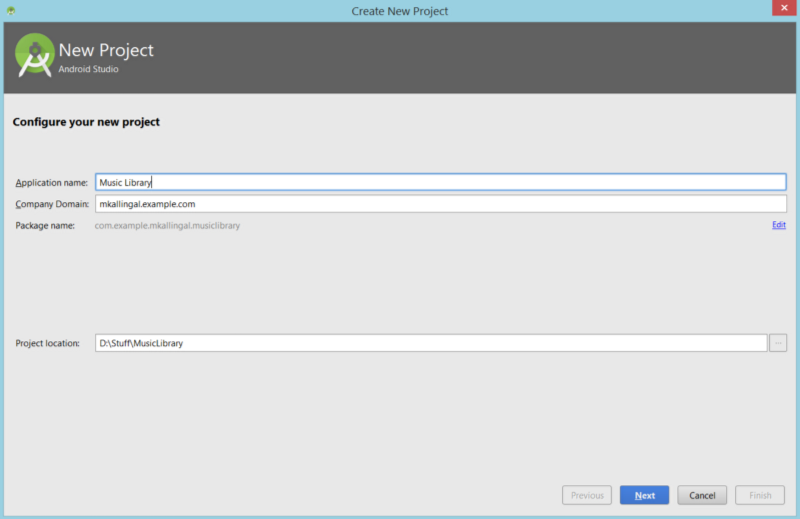 Create New Project
New Project
Android Studio
Configure your new project
Application name: Music Library
Company Domain: mkallingal.example.com
Package name: com.example.mkallingal.musiclibrary Edit
Project location: D:\Stuff\MusicLibrary ...
Previous Next Cancel Finish